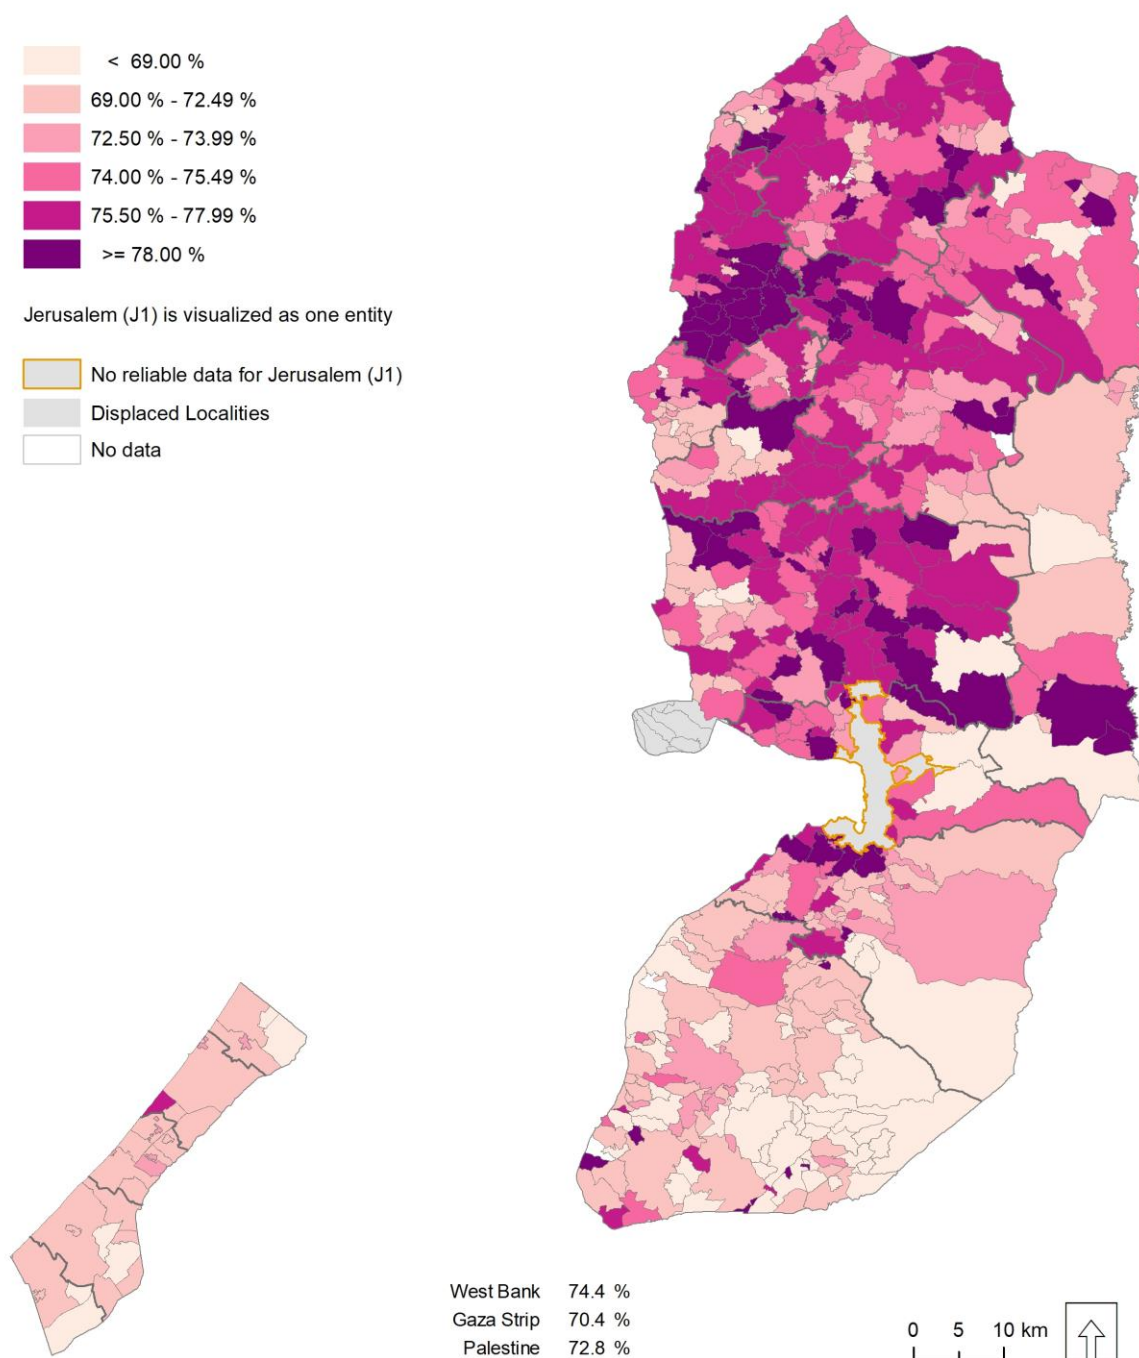 < 69.00 %
69.00 % - 72.49 %
72.50 % - 73.99 %
74.00 % - 75.49 %
75.50 % - 77.99 %
>= 78.00 %
Jerusalem (J1) is visualized as one entity
No reliable data for Jerusalem (J1)
Displaced Localities
No data
West Bank 74.4 %
Gaza Strip 70.4 %
Palestine 72.8 %
0 5 10 km